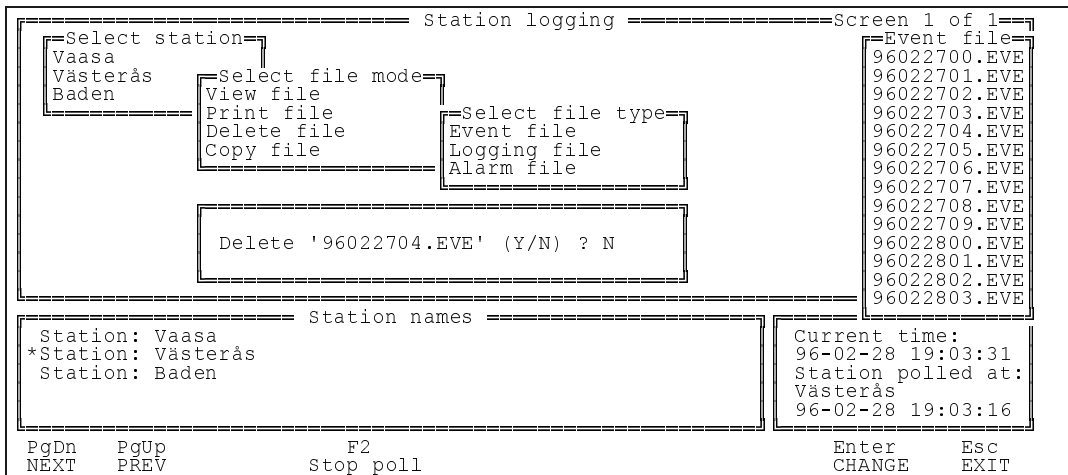 Station logging Screen 1 of 1
Select station Event file
Vaasa 96022700.EVE
Västerås Select file mode 96022701.EVE
Baden View file 96022702.EVE
Print file Select file type 96022703.EVE
Delete file Event file 96022704.EVE
Copy file Logging file 96022705.EVE
Alarm file 96022706.EVE
96022707.EVE
96022708.EVE
96022709.EVE
Delete '96022704.EVE' (Y/N) ? N 96022800.EVE
96022801.EVE
96022802.EVE
96022803.EVE
Station names
Station: Vaasa Current time:
*Station: Västerås 96-02-28 19:03:31
Station: Baden Station polled at:
Västerås
96-02-28 19:03:16
PgDn PgUp F2 Enter Esc
NEXT PREV Stop poll CHANGE EXIT